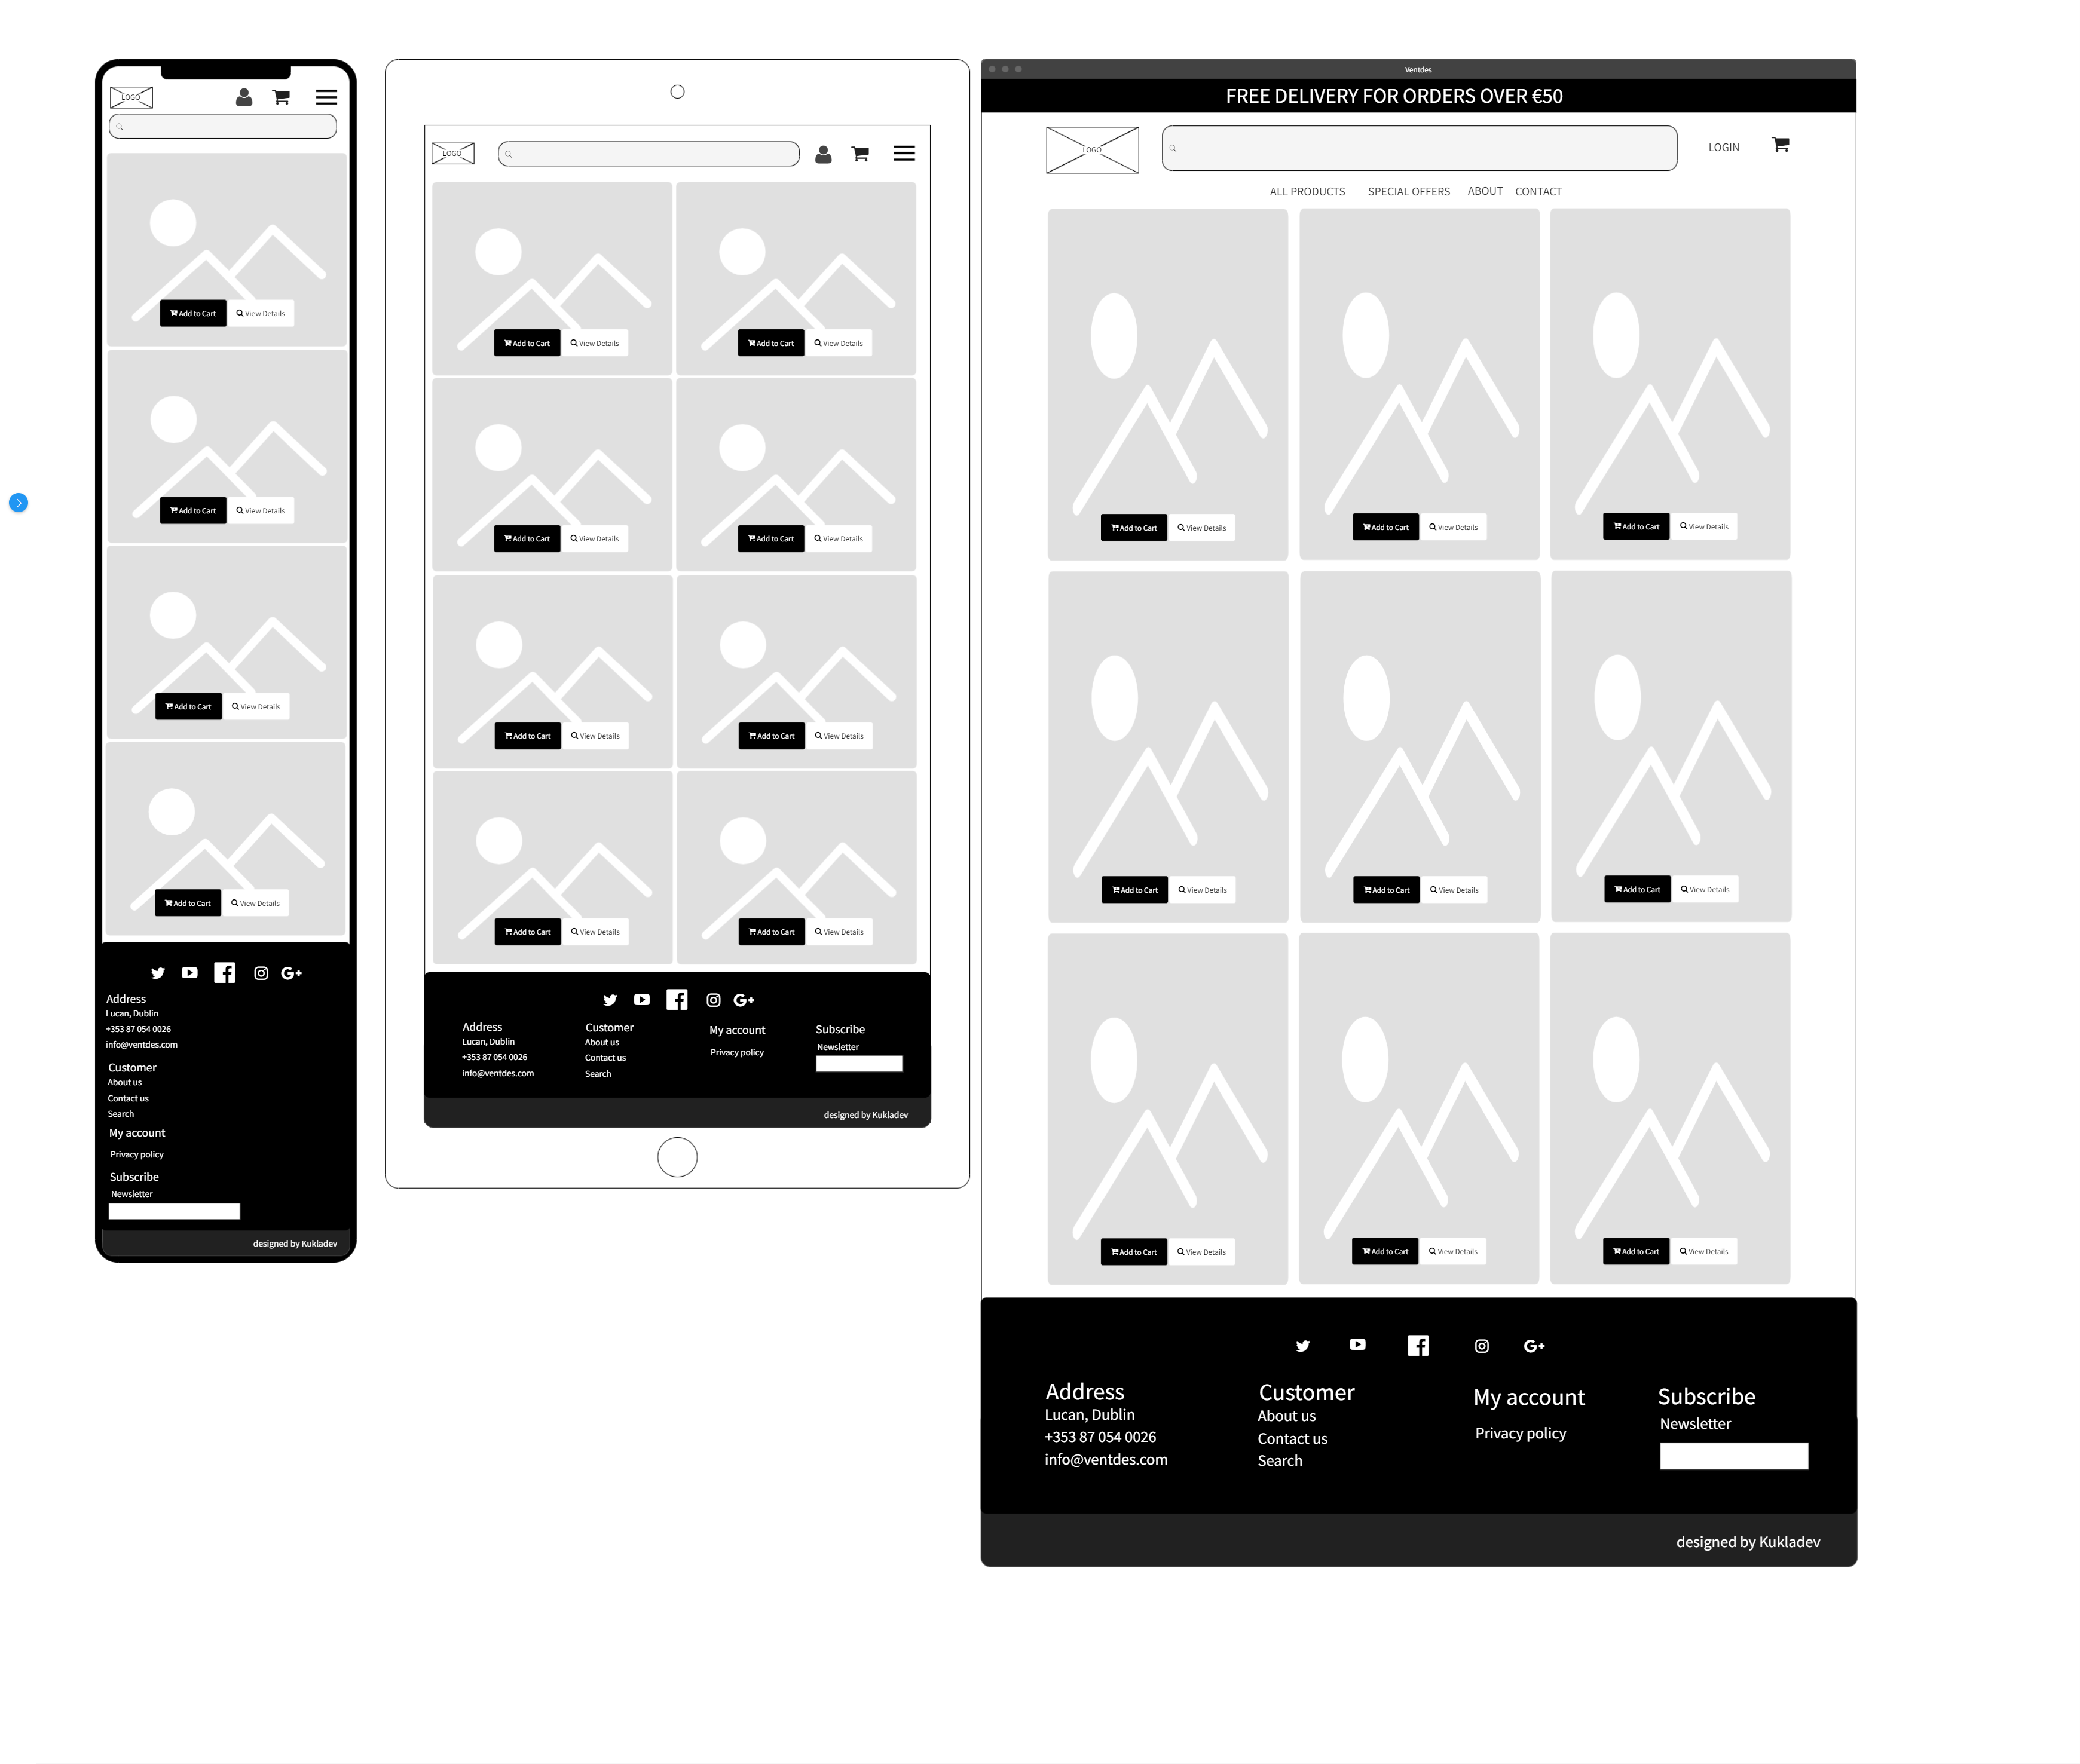 LOGO
Add to Cart View Details
Add to Cart View Details
Add to Cart View Details
Add to Cart View Details
Address
Lucan, Dublin
+353 87 054 0026
info@ventdes.com
Customer
About us
Contact us
Search
My account
Privacy policy
Subscribe
Newsletter
designed by Kukladev
LOGO
Add to Cart View Details Add to Cart View Details
Add to Cart View Details Add to Cart View Details
Add to Cart View Details Add to Cart View Details
Add to Cart View Details Add to Cart View Details
Address
Lucan, Dublin
+353 87 054 0026
info@ventdes.com
Customer
About us
Contact us
Search
My account
Privacy policy
Subscribe
Newsletter
designed by Kukladev
Ventdes
FREE DELIVERY FOR ORDERS OVER €50
LOGO
LOGIN
ALL PRODUCTS SPECIAL OFFERS ABOUT CONTACT
Add to Cart View Details Add to Cart View Details Add to Cart View Details
Add to Cart View Details Add to Cart View Details Add to Cart View Details
Add to Cart View Details Add to Cart View Details Add to Cart View Details
Address
Lucan, Dublin
+353 87 054 0026
info@ventdes.com
Customer
About us
Contact us
Search
My account
Privacy policy
Subscribe
Newsletter
designed by Kukladev